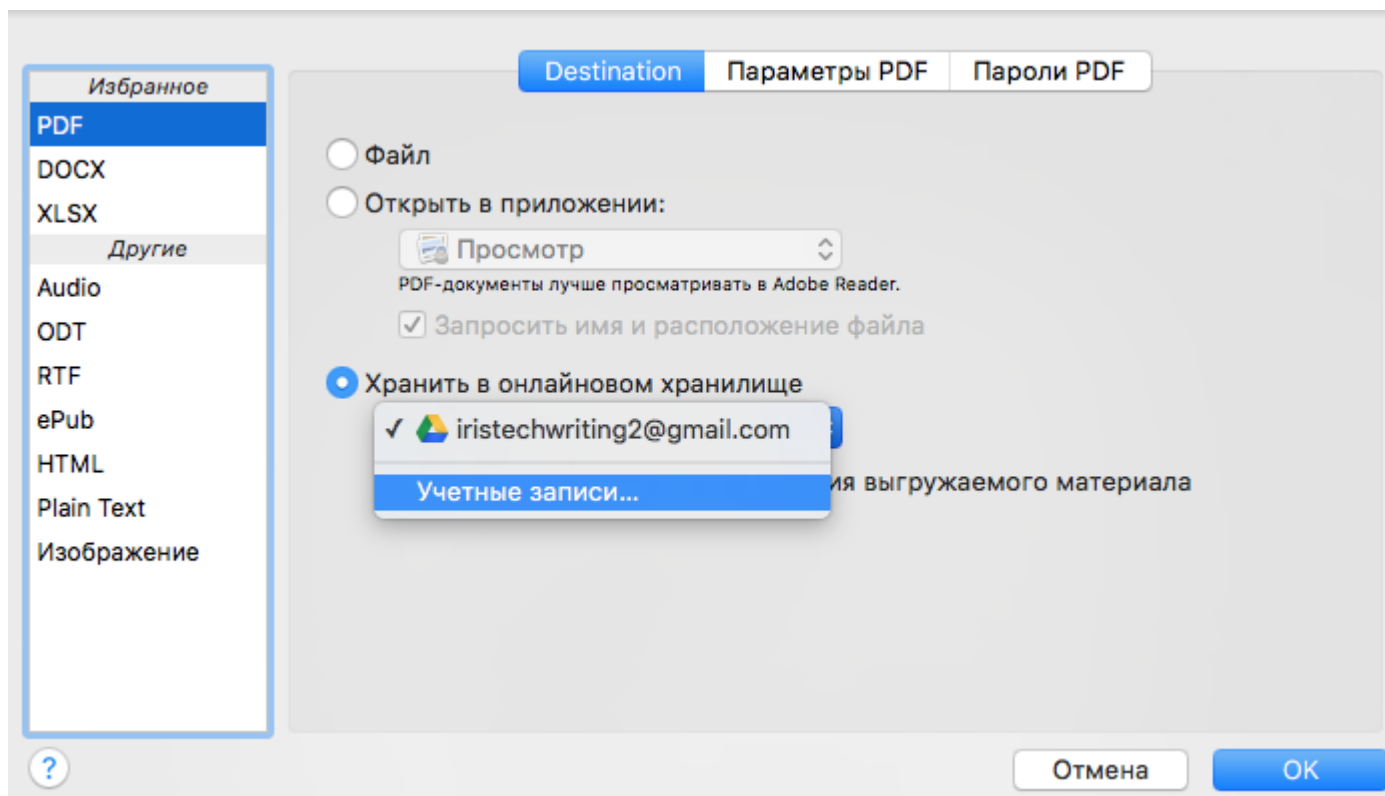 Destination
Параметры PDF
Пароли PDF
Избранное
PDF
DOCX
XLSX
Другие
Audio
ODT
RTF
ePub
HTML
Plain Text
Изображение
Файл
Открыть в приложении:
Просмотр
PDF-документы лучше просматривать в Adobe Reader.
Запросить имя и расположение файла
Хранить в онлайновом хранилище
✓ iristechwriting2@gmail.com
Учетные записи...
выгружаемого материала
?
Отмена
OK